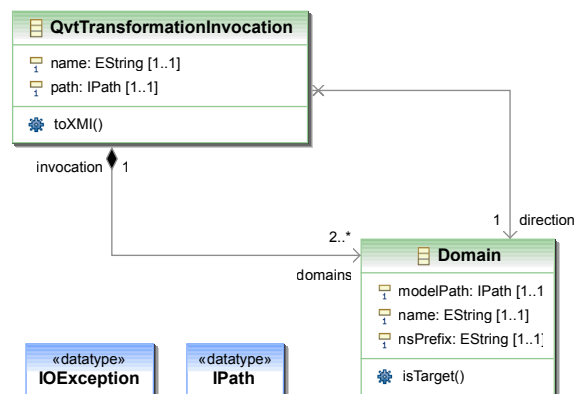 QvtTransformationInvocation
name: EString [1..1]
path: IPath [1..1]
toXMI()
invocation 1
1 direction
2..*
domains
Domain
modelPath: IPath [1..1
name: EString [1..1]
nsPrefix: EString [1..1]
isTarget()
«datatype»
IOException
«datatype»
IPath